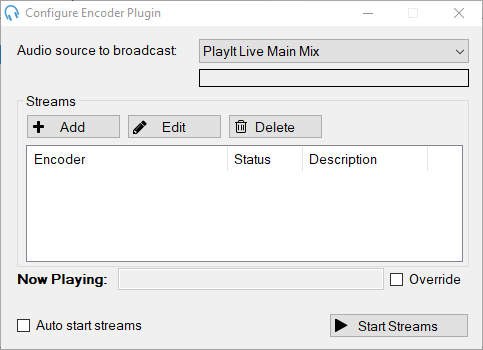 Configure Encoder Plugin
Audio source to broadcast: PlayIt Live Main Mix
Streams
Add Edit Delete
Encoder Status Description
Now Playing: Override
Auto start streams Start Streams